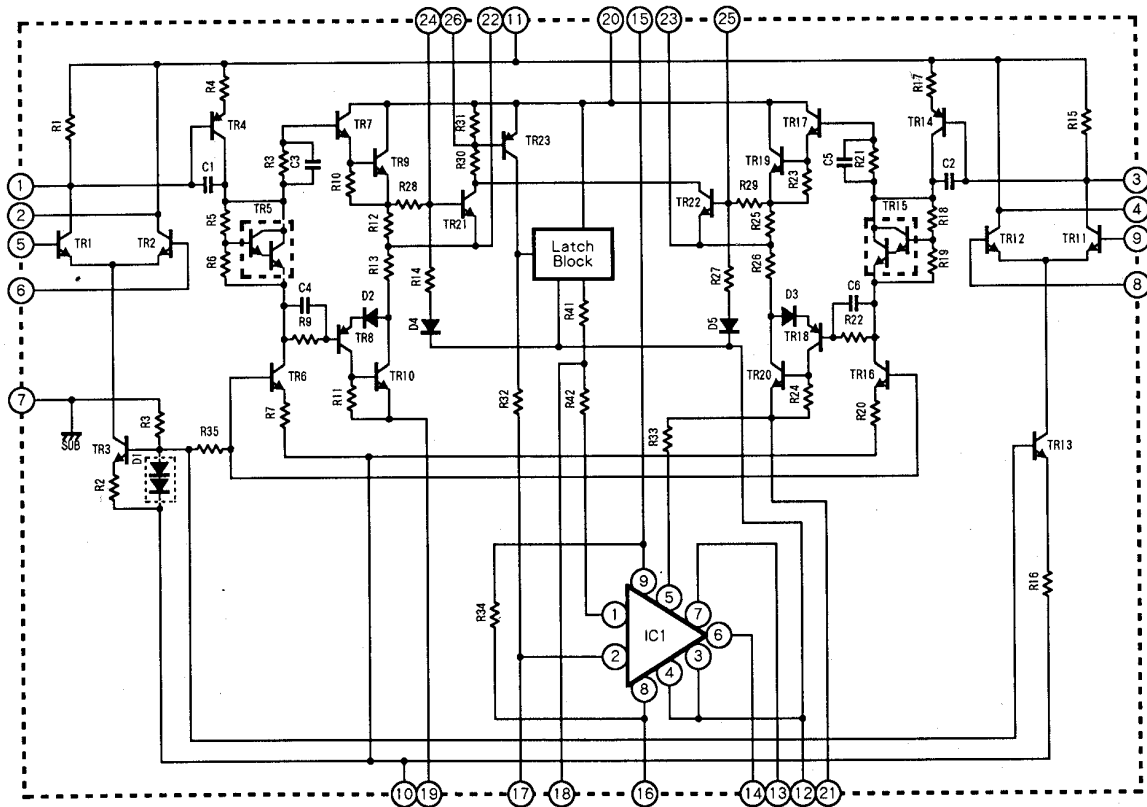 24 26 22 11 20 15 23 25
R4
R17
R1
TR4
TR7
R31
TR23
TR17
TR14
R15
R3
C3
TR9
R30
TR19
C5
R21
1
C1
R10
R28
R29
R23
C2
3
2
R5
TR5
R12
TR21
TR22
R25
TR15
R18
4
5
TR1
TR2
R6
R13
Latch
Block
R26
R19
TR12
TR11
9
6
C4
D2
R14
R27
D3
C6
8
R9
TR8
D4
R41
D5
TR18
R22
TR6
TR10
TR20
TR16
7
R7
R11
R32
R42
R24
R20
SUB
R3
R35
R33
TR3
D1
R2
TR13
R34
9
5
7
R16
1
IC1
6
2
3
4
8
10 19 17 18 16 14 13 12 21